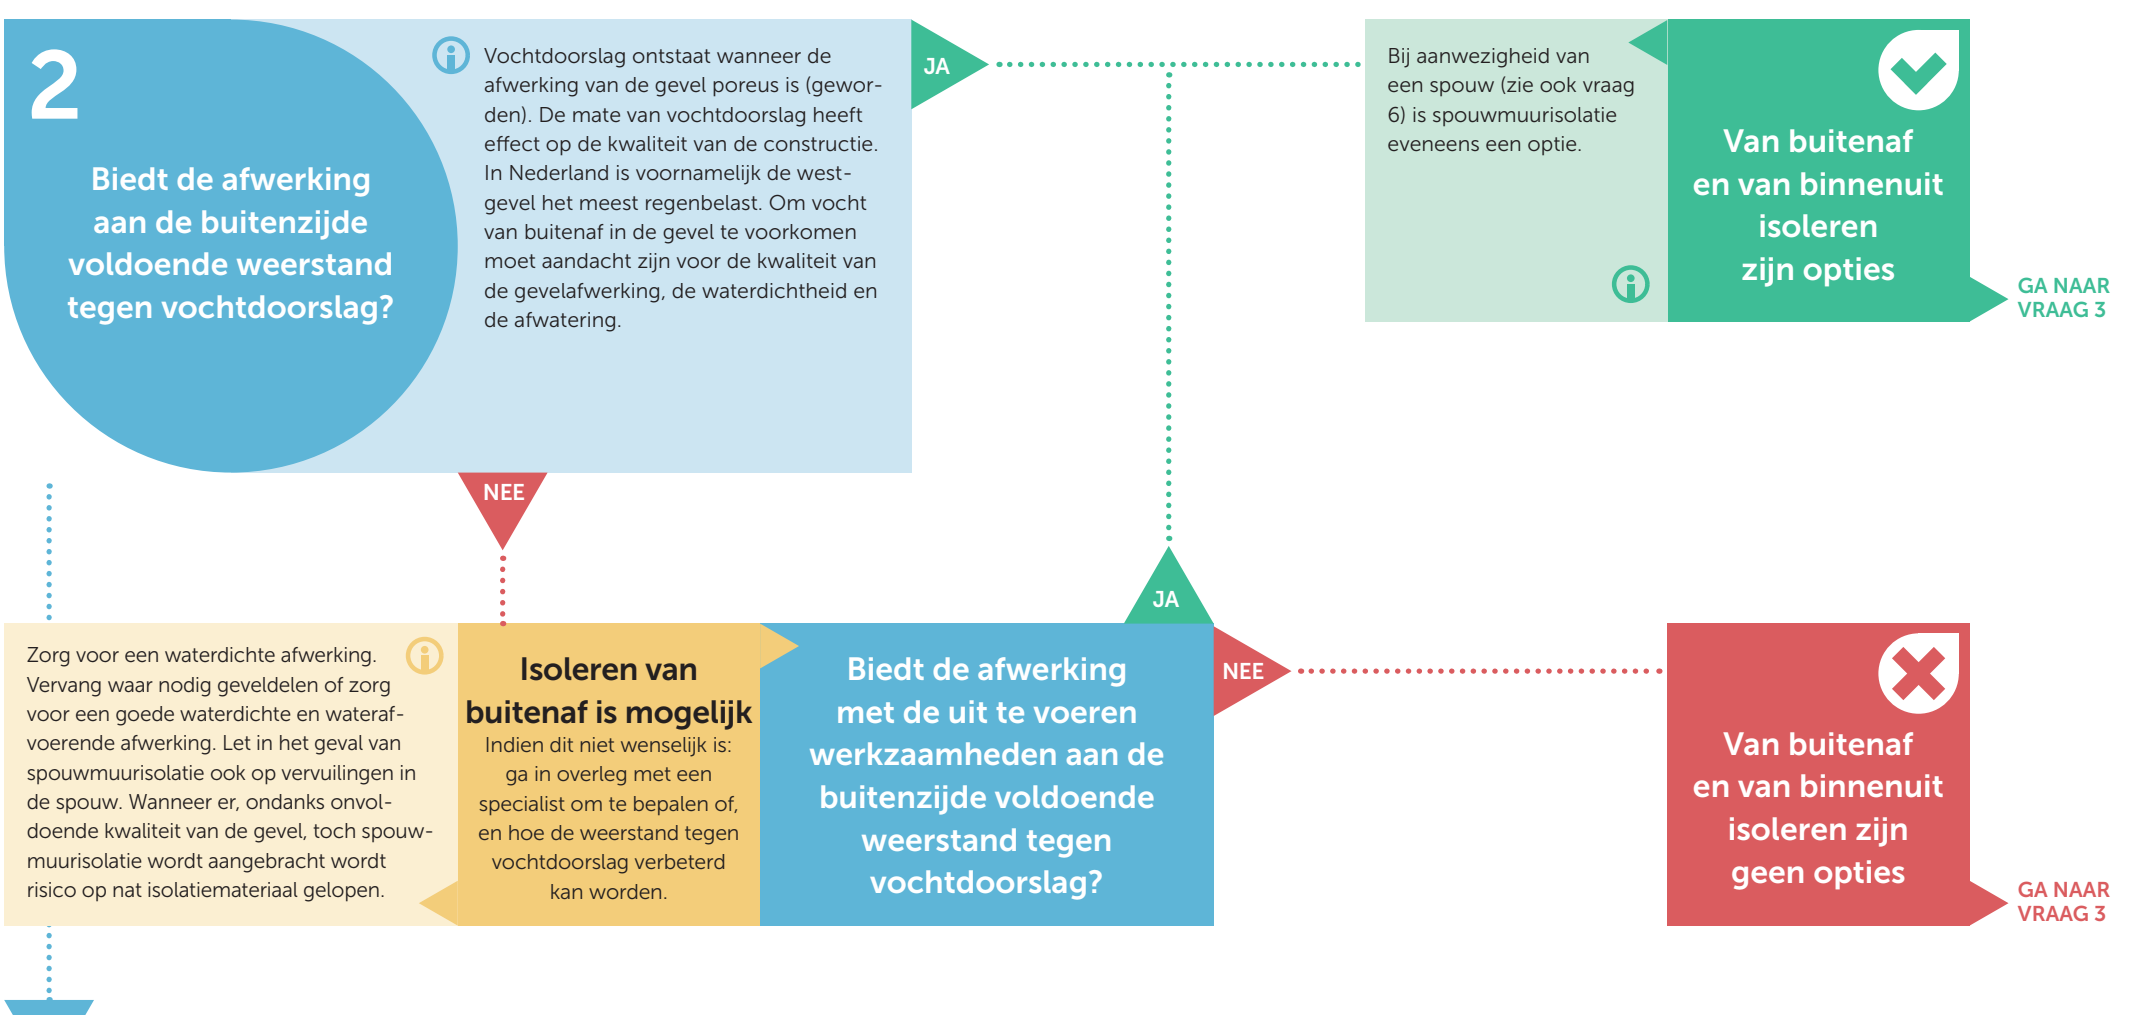 2
Biedt de afwerking
aan de buitenzijde
voldoende weerstand
tegen vochtdoorslag?
Vochtdoorslag ontstaat wanneer de
afwerking van de gevel poreus is (gewor-
den). De mate van vochtdoorslag heeft
effect op de kwaliteit van de constructie.
In Nederland is voornamelijk de west-
gevel het meest regenbelast. Om vocht
van buitenaf in de gevel te voorkomen
moet aandacht zijn voor de kwaliteit van
de gevelafwerking, de waterdichtheid en
de afwatering.
JA
Bij aanwezigheid van
een spouw (zie ook vraag
6) is spouwmuurisolatie
eveneens een optie.
Van buitenaf
en van binnenuit
isoleren
zijn opties
GA NAAR
VRAAG 3
NEE
Zorg voor een waterdichte afwerking.
Vervang waar nodig geveldelen of zorg
voor een goede waterdichte en wateraf-
voerende afwerking. Let in het geval van
spouwmuurisolatie ook op vervuilingen in
de spouw. Wanneer er, ondanks onvol-
doende kwaliteit van de gevel, toch spouw-
muurisolatie wordt aangebracht wordt
risico op nat isolatiemateriaal gelopen.
Isoleren van
buitenaf is mogelijk
Indien dit niet wenselijk is:
ga in overleg met een
specialist om te bepalen of,
en hoe de weerstand tegen
vochtdoorslag verbeterd
kan worden.
Biedt de afwerking
met de uit te voeren
werkzaamheden aan de
buitenzijde voldoende
weerstand tegen
vochtdoorslag?
JA
NEE
Van buitenaf
en van binnenuit
isoleren zijn
geen opties
GA NAAR
VRAAG 3